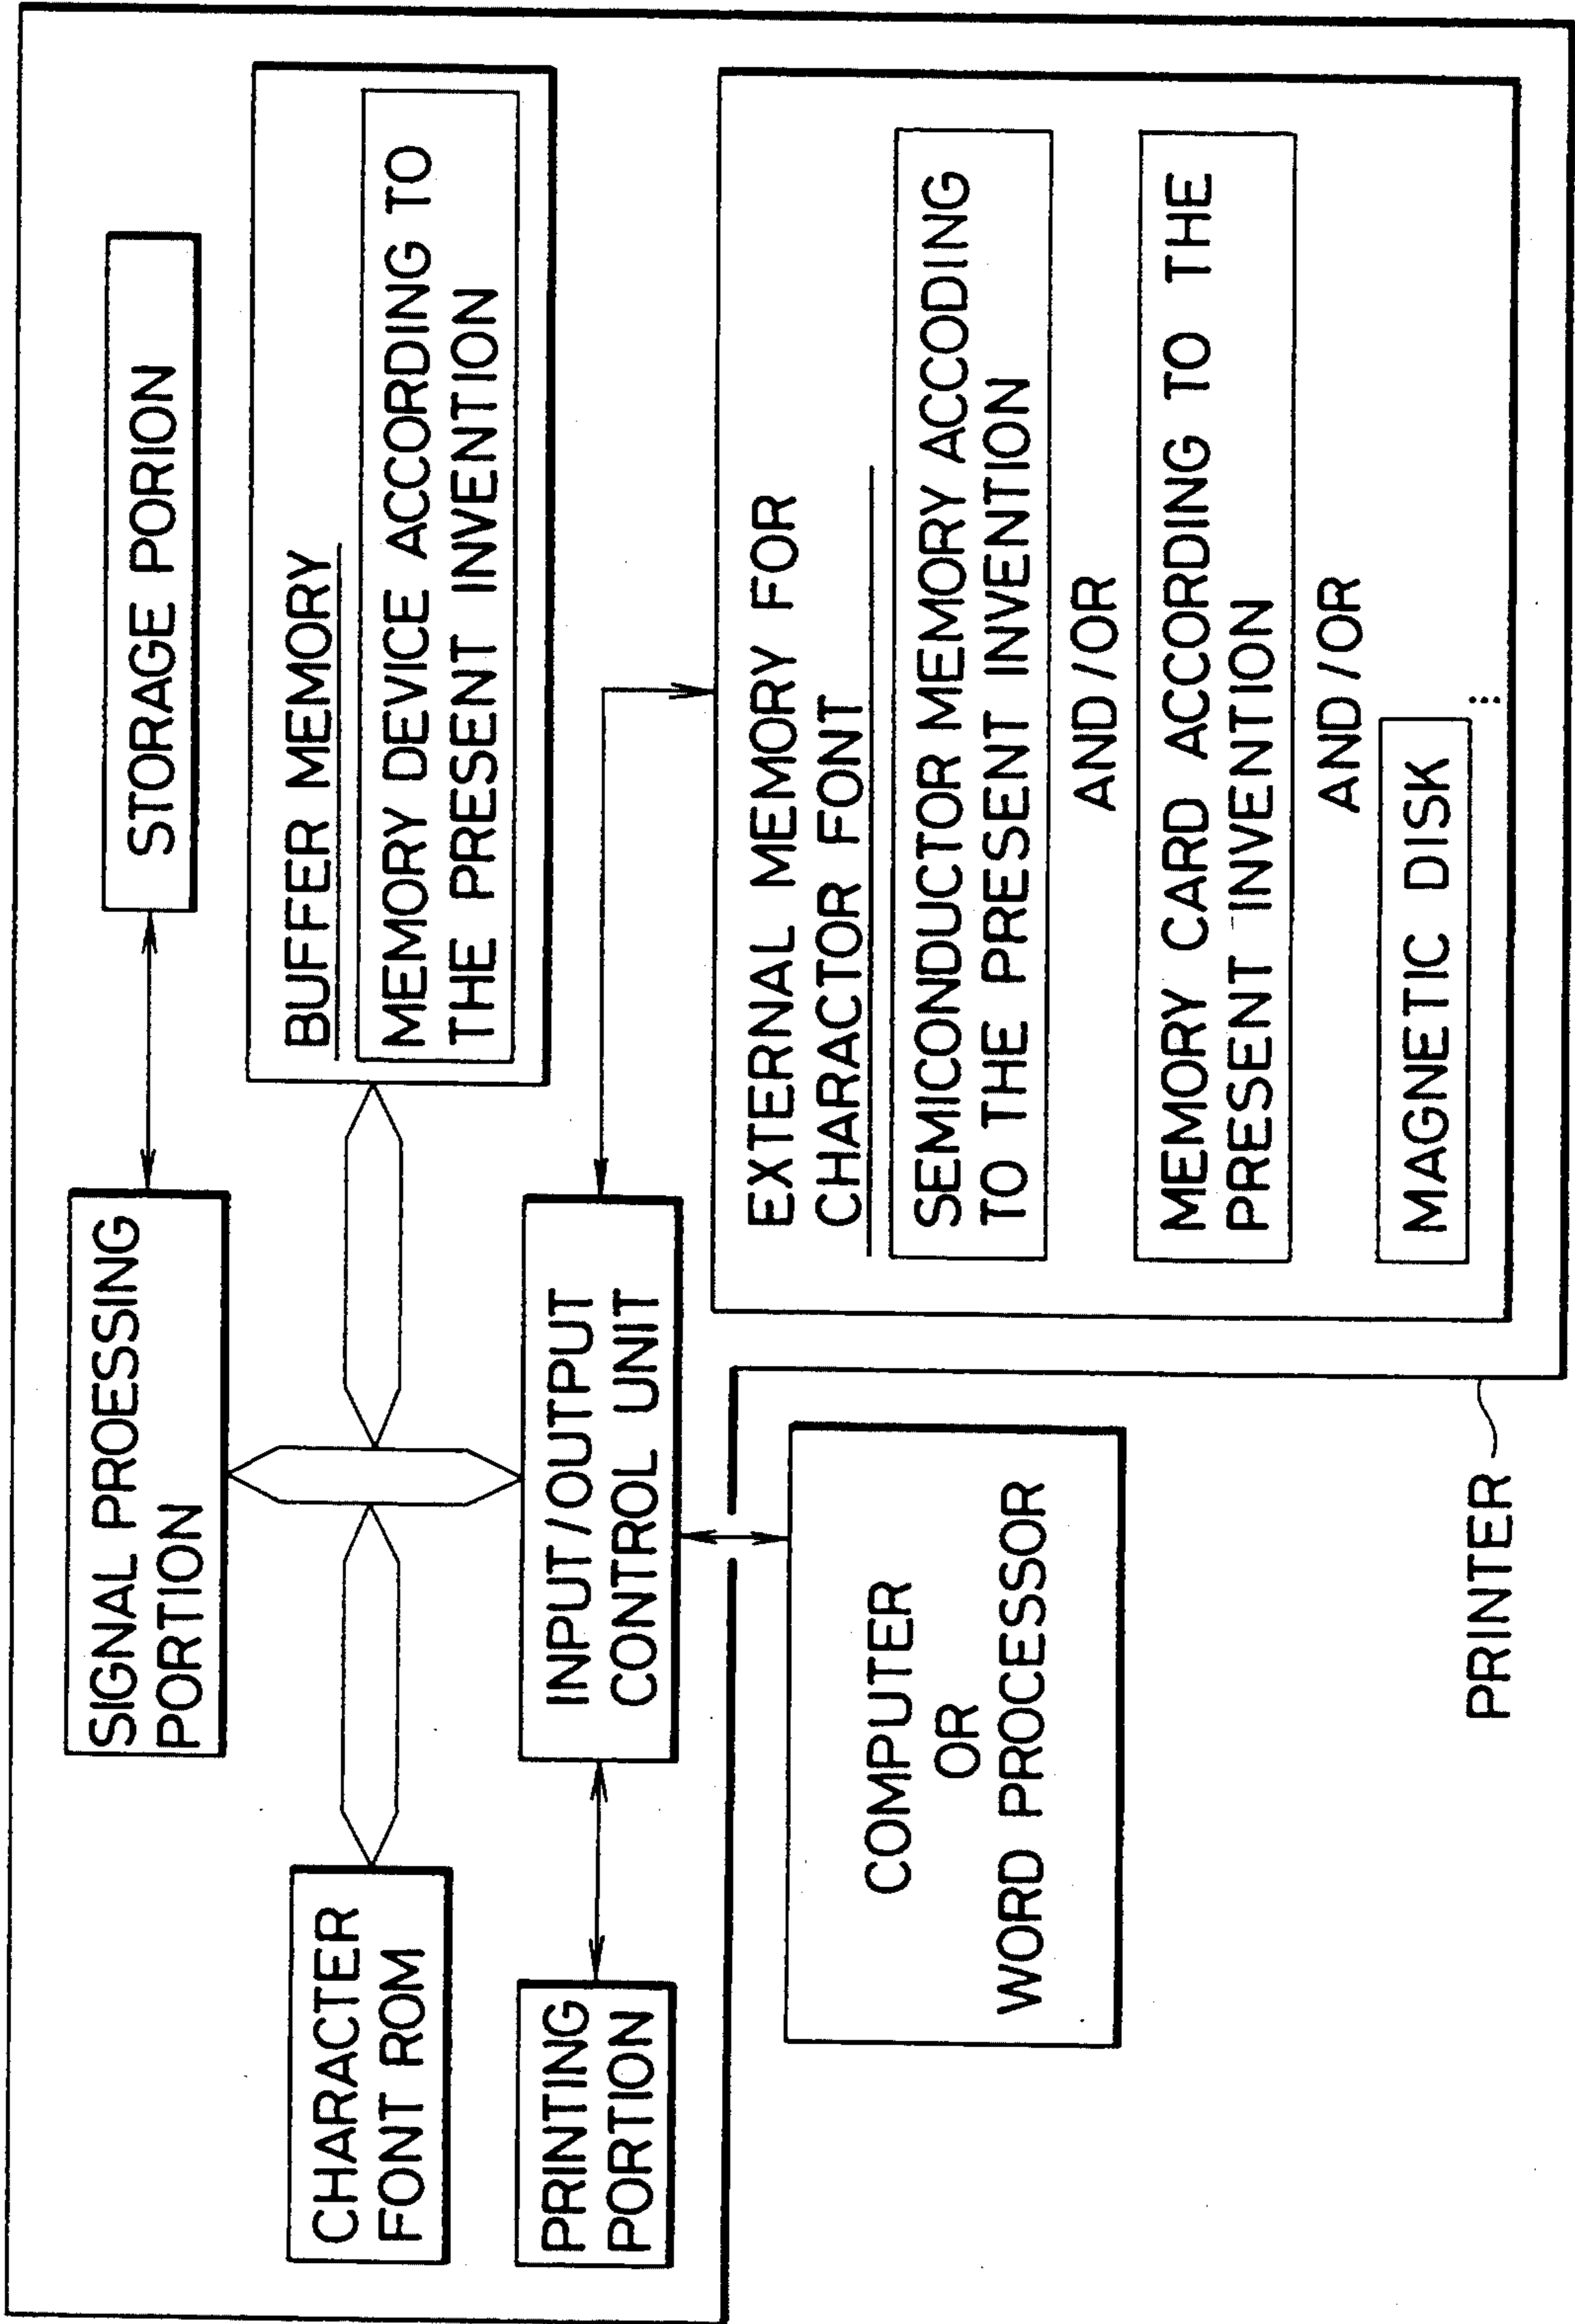 SIGNAL PROESSING
PORTION
STORAGE PORION
CHARACTER
FONT ROM
BUFFER MEMORY
MEMORY DEVICE ACCORDING TO
THE PRESENT INVENTION
PRINTING
PORTION
INPUT/OUTPUT
CONTROL UNIT
EXTERNAL MEMORY FOR
CHARACTOR FONT
SEMICONDUCTOR MEMORY ACCODING
TO THE PRESENT INVENTION
AND/OR
MEMORY CARD ACCORDING TO THE
PRESENT INVENTION
AND/OR
MAGNETIC DISK
⋯
COMPUTER
OR
WORD PROCESSOR
PRINTER